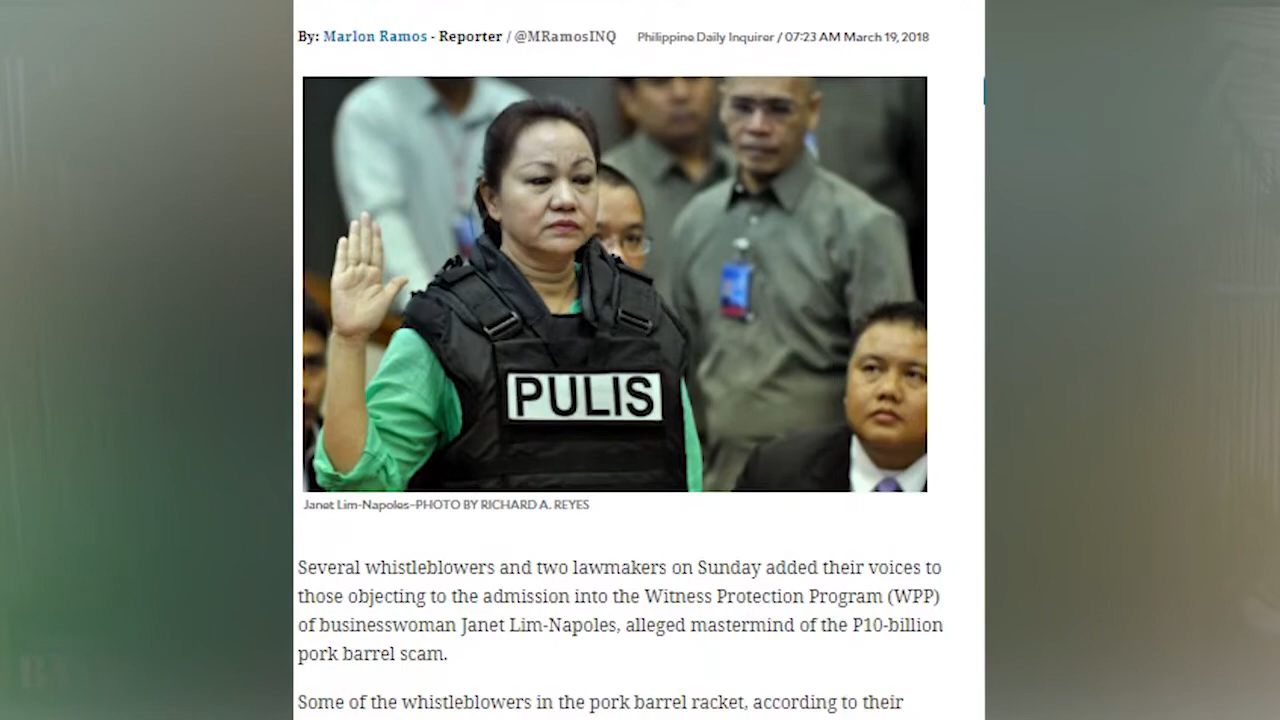 By: Marlon Ramos - Reporter / @MRamosINQ Philippine Daily Inquirer / 07:23 AM March 19, 2018
PULIS
Janet Lim-Napoles–PHOTO BY RICHARD A. REYES
Several whistleblowers and two lawmakers on Sunday added their voices to
those objecting to the admission into the Witness Protection Program (WPP)
of businesswoman Janet Lim-Napoles, alleged mastermind of the P10-billion
pork barrel scam.
Some of the whistleblowers in the pork barrel racket, according to their